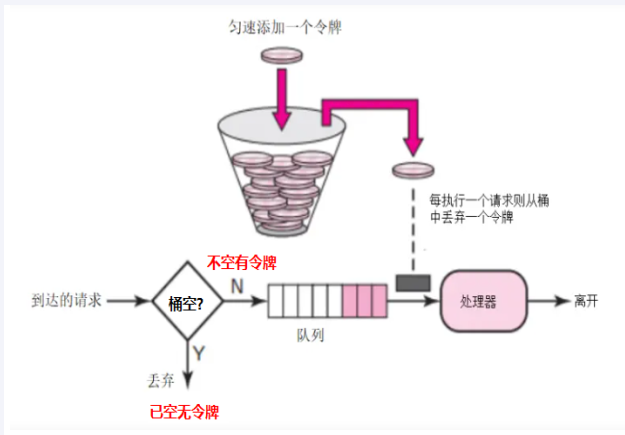 匀速添加一个令牌
每执行一个请求则从桶
中丢弃一个令牌
不空有令牌
到达的请求
桶空?
N
队列
处理器
离开
Y
丢弃
已空无令牌